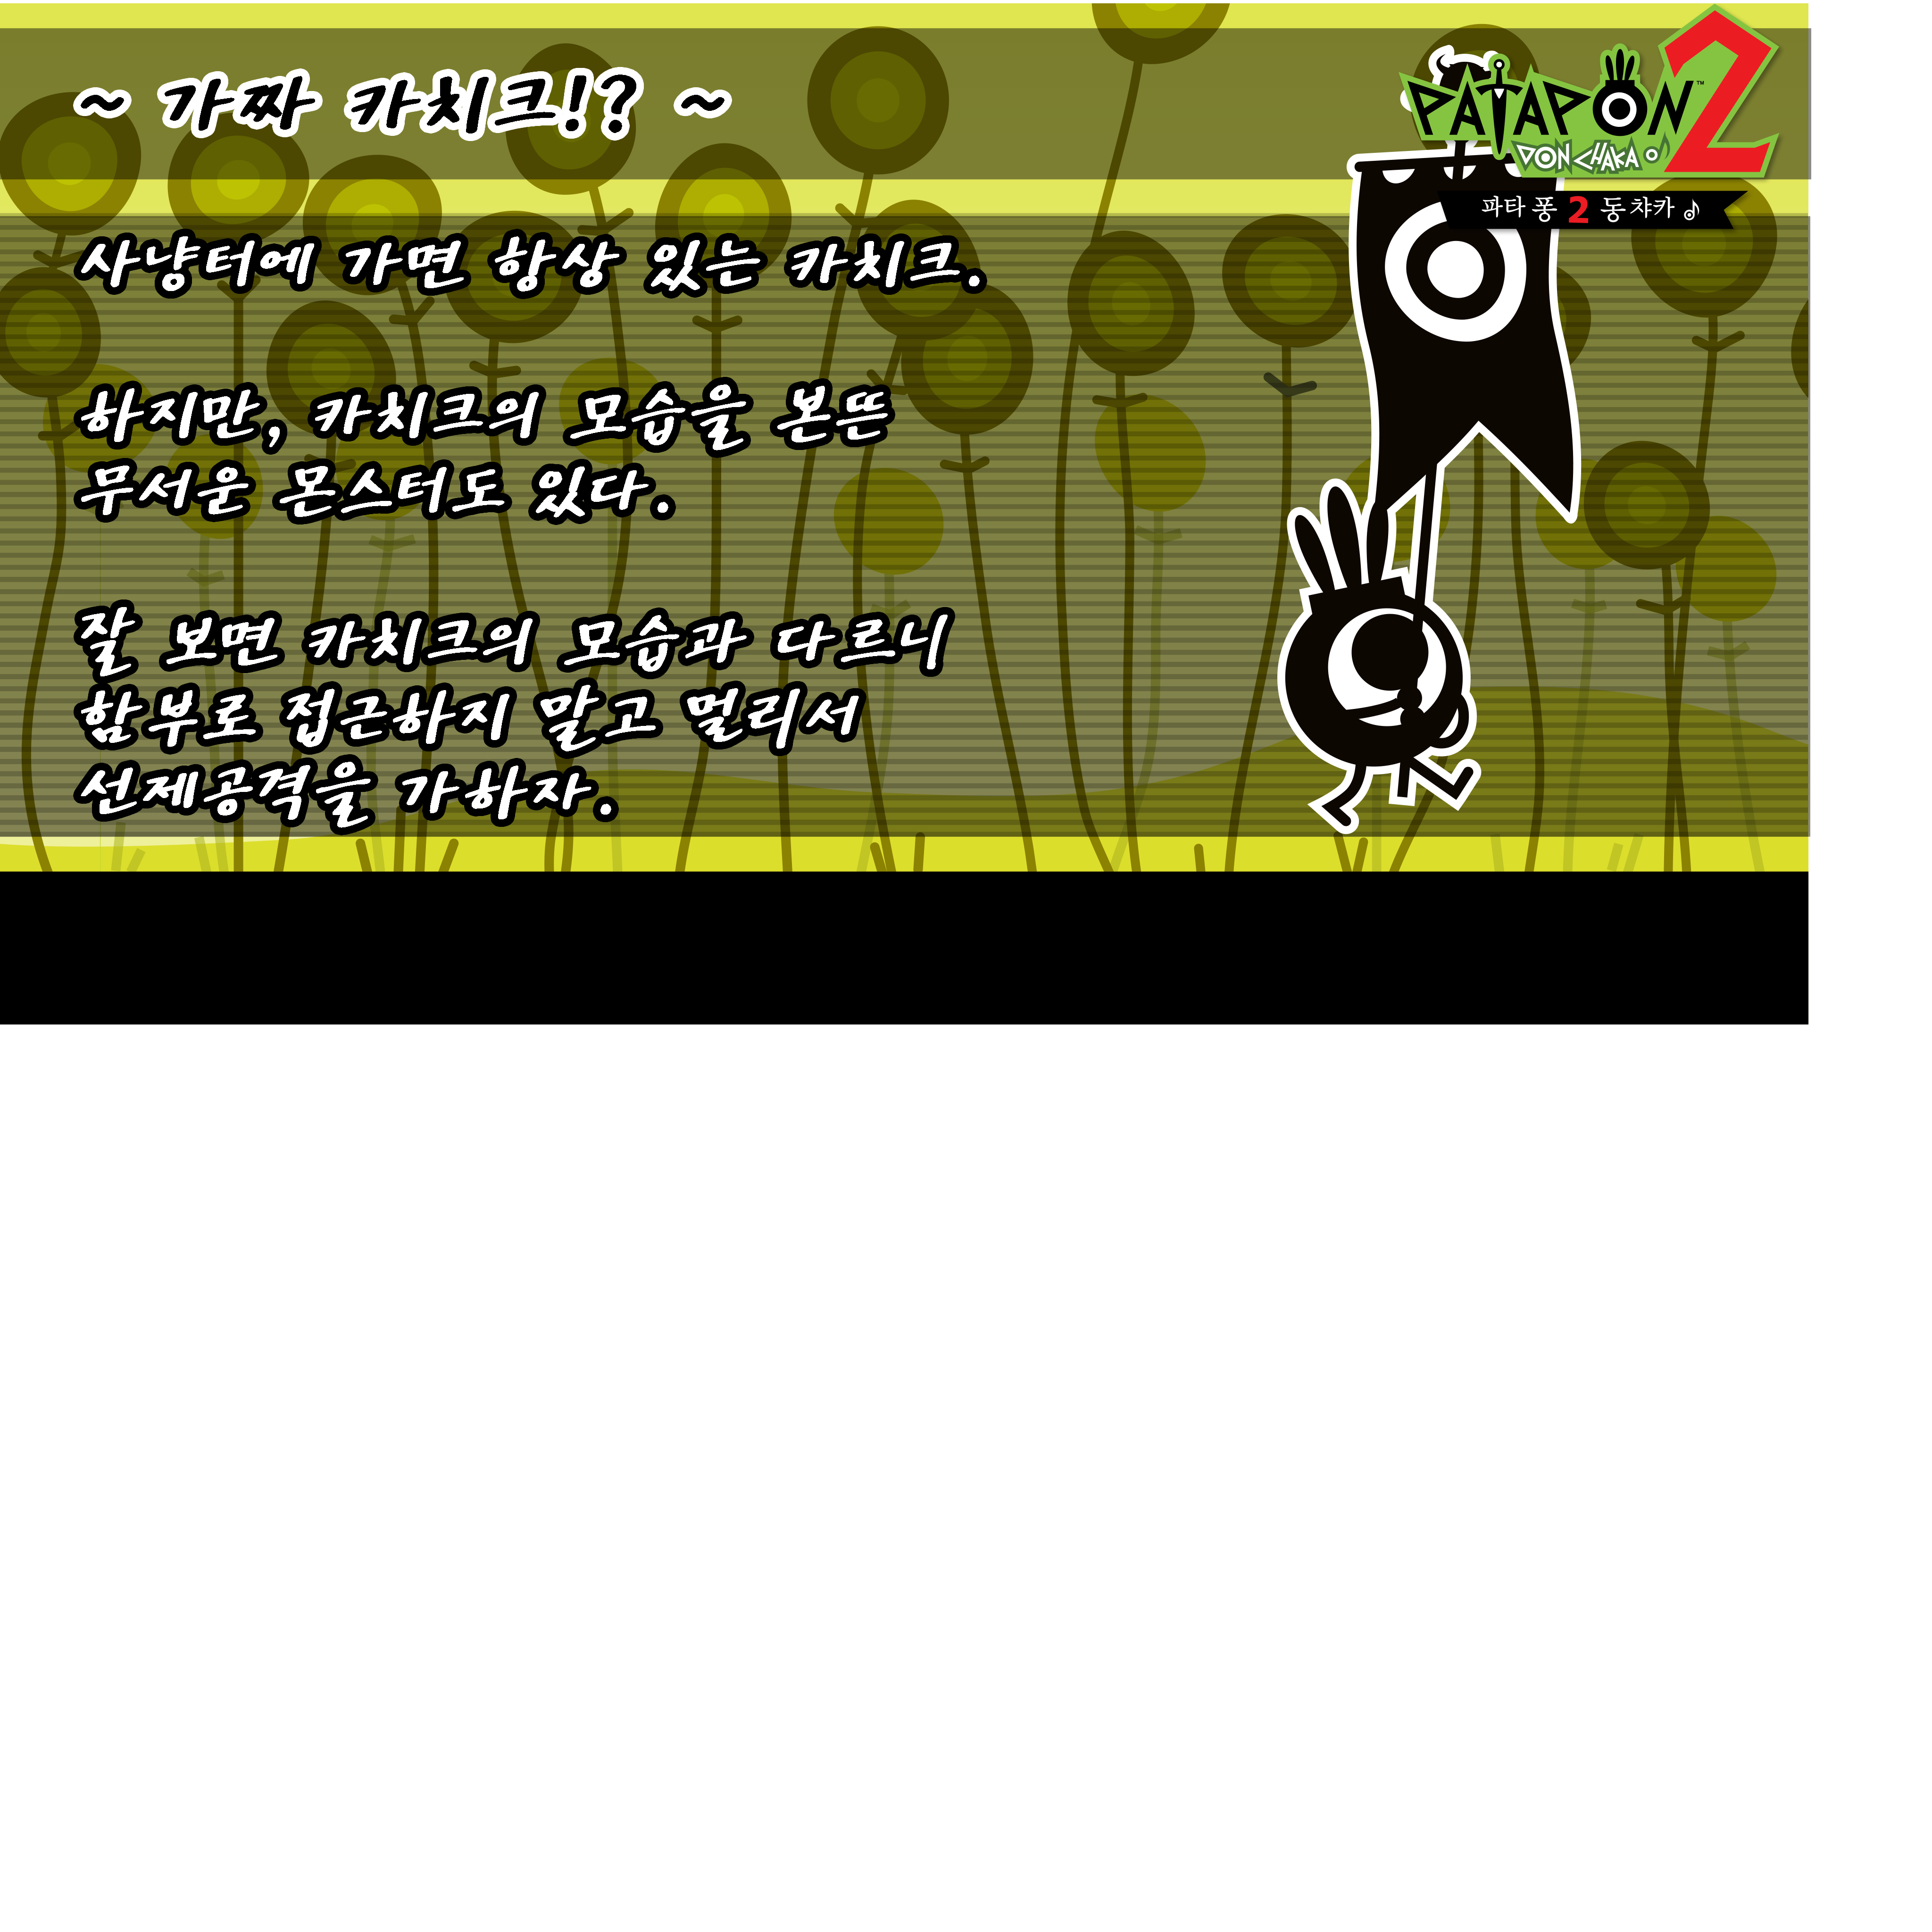 ~ 가짜 카치크!? ~
PATAPON™ 2
DONCHAKA♪
파타퐁 2 동챠카 ♪
사냥터에 가면 항상 있는 카치크.
하지만, 카치크의 모습을 본뜬
무서운 몬스터도 있다.
잘 보면 카치크의 모습과 다르니
함부로 접근하지 말고 멀리서
선제공격을 가하자.